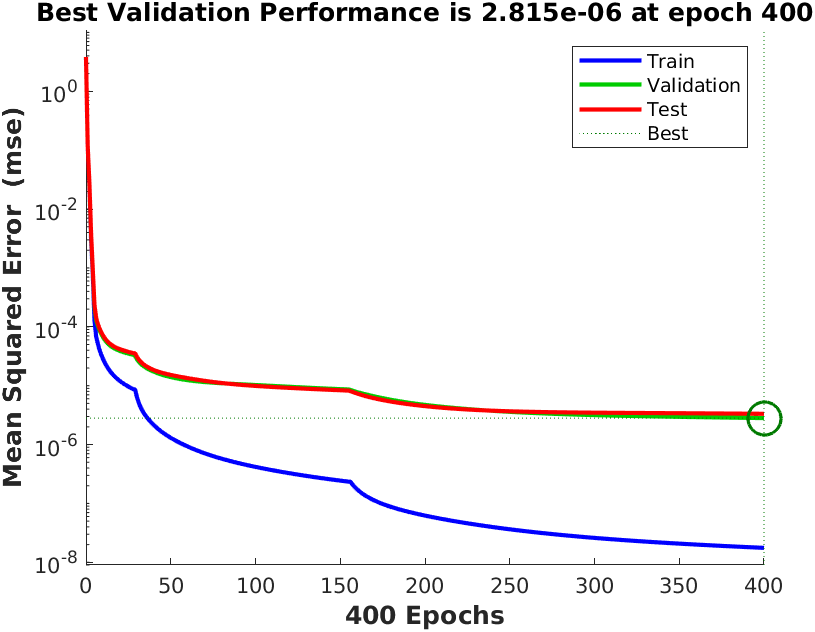 Best Validation Performance is 2.815e-06 at epoch 400
Mean Squared Error  (mse)
10^0
10^-2
10^-4
10^-6
10^-8
Train
Validation
Test
Best
0 50 100 150 200 250 300 350 400
400 Epochs